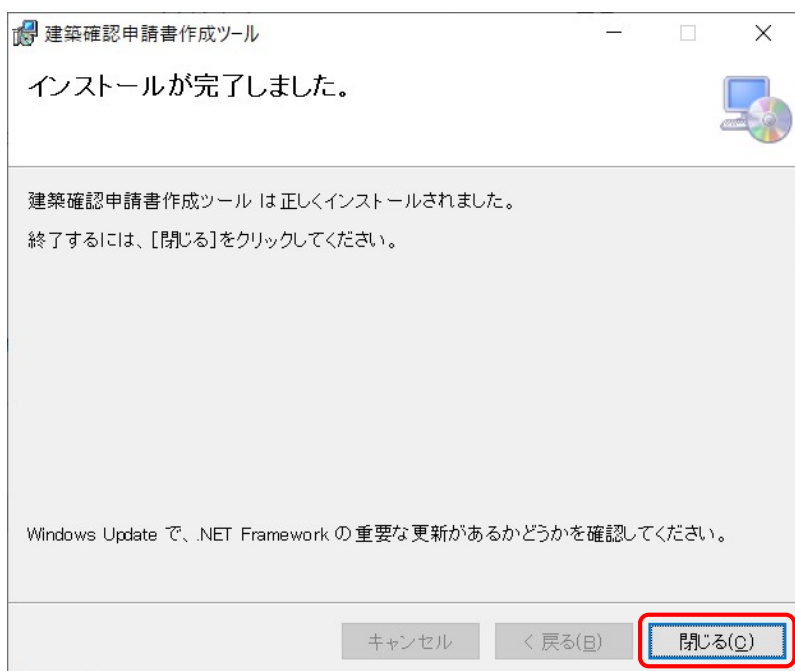 建築確認申請書作成ツール
インストールが完了しました。
建築確認申請書作成ツール は正しくインストールされました。
終了するには、[閉じる]をクリックしてください。
Windows Update で、.NET Framework の重要な更新があるかどうかを確認してください。
キャンセル
< 戻る(B)
閉じる(C)